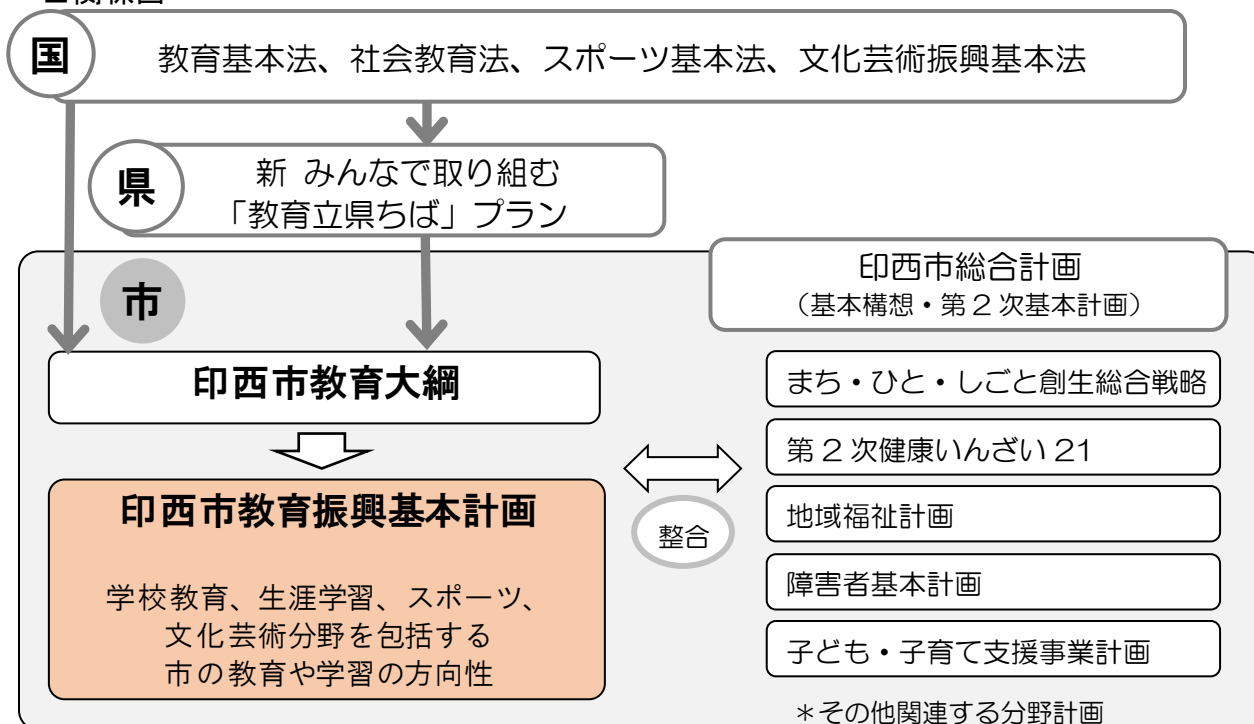 国
教育基本法、社会教育法、スポーツ基本法、文化芸術振興基本法
県
新 みんなで取り組む
「教育立県ちば」プラン
市
印西市総合計画
(基本構想・第2次基本計画)
印西市教育大綱
印西市教育振興基本計画
学校教育、生涯学習、スポーツ、
文化芸術分野を包括する
市の教育や学習の方向性
整合
まち・ひと・しごと創生総合戦略
第2次健康いんざい21
地域福祉計画
障害者基本計画
子ども・子育て支援事業計画
＊その他関連する分野計画